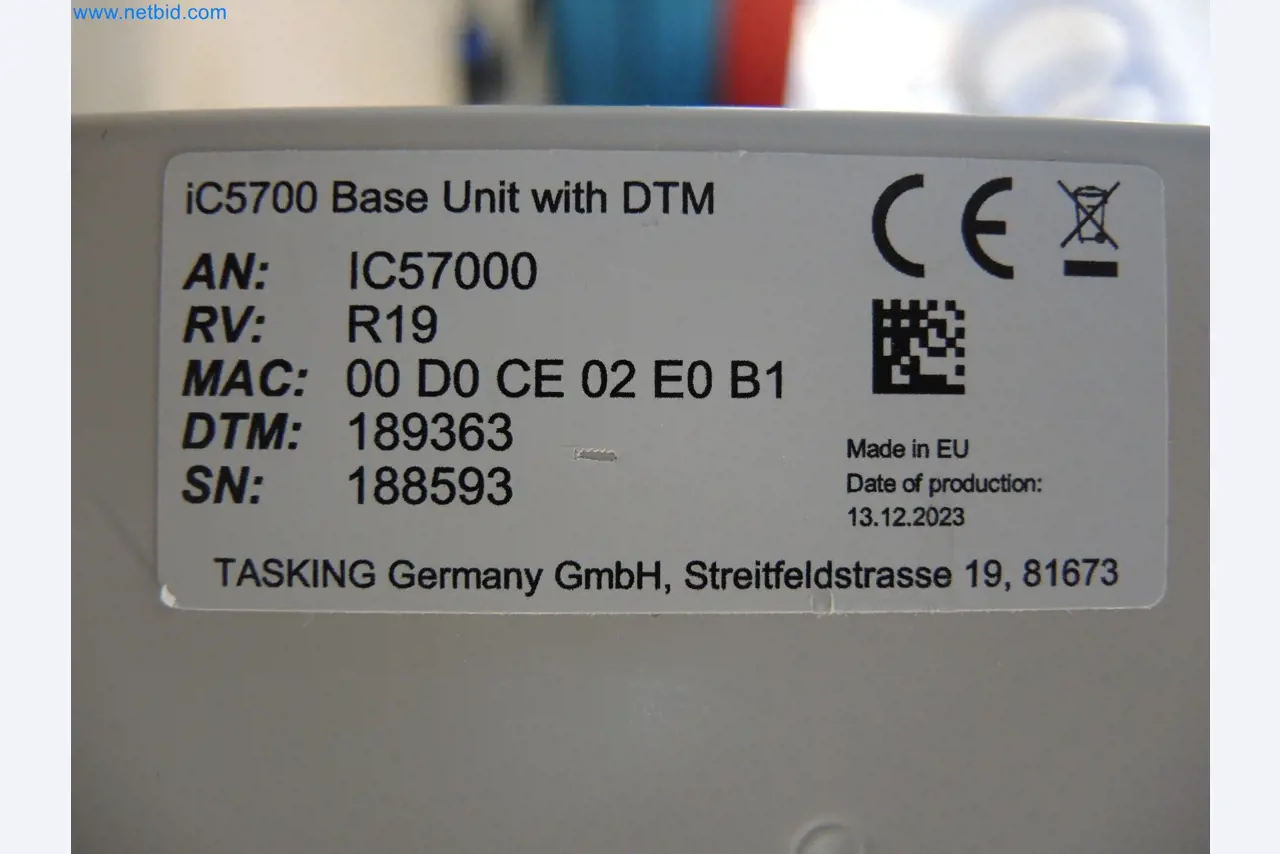 www.netbid.com
iC5700 Base Unit with DTM
AN: IC57000
RV: R19
MAC: 00 D0 CE 02 E0 B1
DTM: 189363
SN: 188593
CE
Made in EU
Date of production:
13.12.2023
TASKING Germany GmbH, Streitfeldstrasse 19, 81673